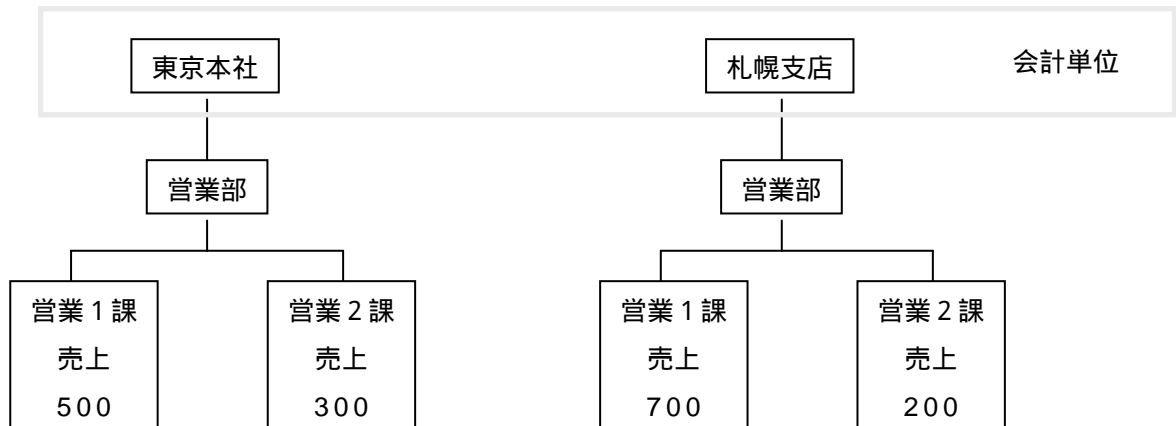 東京本社
札幌支店
会計単位
営業部
営業部
営業1課
売上
500
営業2課
売上
300
営業1課
売上
700
営業2課
売上
200